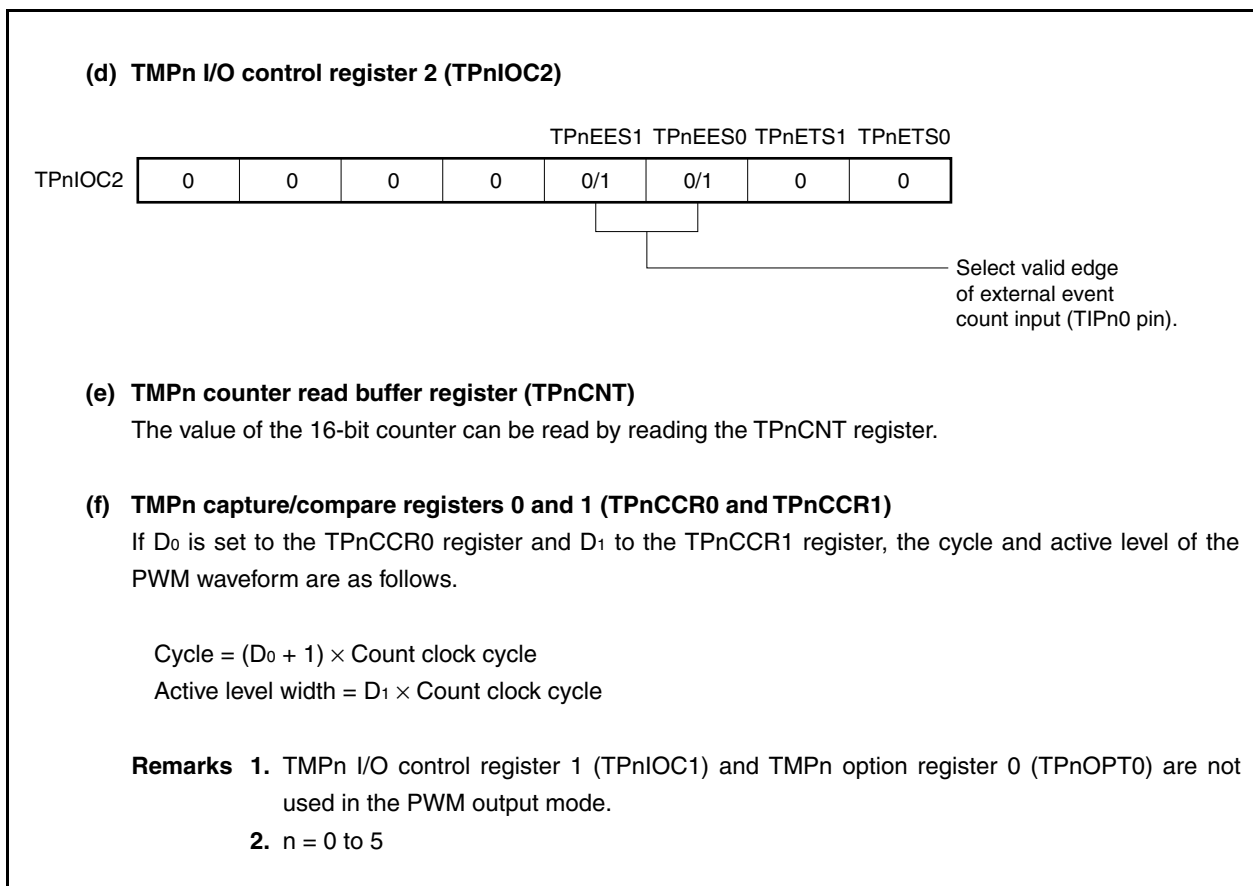 (d) TMPn I/O control register 2 (TPnIOC2)
TPnEES1 TPnEES0 TPnETS1 TPnETS0
TPnIOC2 0 0 0 0 0/1 0/1 0 0
Select valid edge
of external event
count input (TIPn0 pin).
(e) TMPn counter read buffer register (TPnCNT)
The value of the 16-bit counter can be read by reading the TPnCNT register.
(f) TMPn capture/compare registers 0 and 1 (TPnCCR0 and TPnCCR1)
If D0 is set to the TPnCCR0 register and D1 to the TPnCCR1 register, the cycle and active level of the
PWM waveform are as follows.
Cycle = (D0 + 1) × Count clock cycle
Active level width = D1 × Count clock cycle
Remarks 1. TMPn I/O control register 1 (TPnIOC1) and TMPn option register 0 (TPnOPT0) are not
used in the PWM output mode.
2. n = 0 to 5